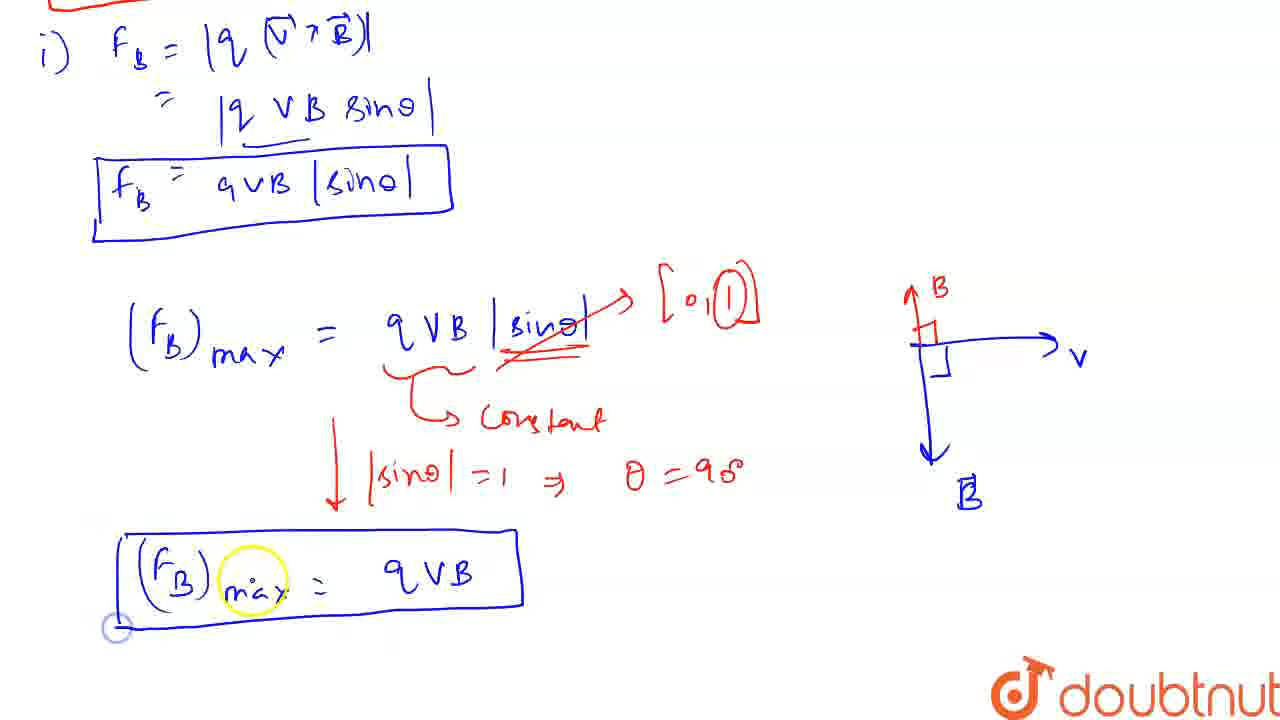 i) F_B = |q (V⃗ × B⃗)|
= |q VB sinθ|
F_B = qVB |sinθ|
(F_B)max = qVB |sinθ| → [0,1]
B
V
constant
|sinθ| = 1 ⇒ θ = 90°
B⃗
(F_B)max = qVB
doubtnut